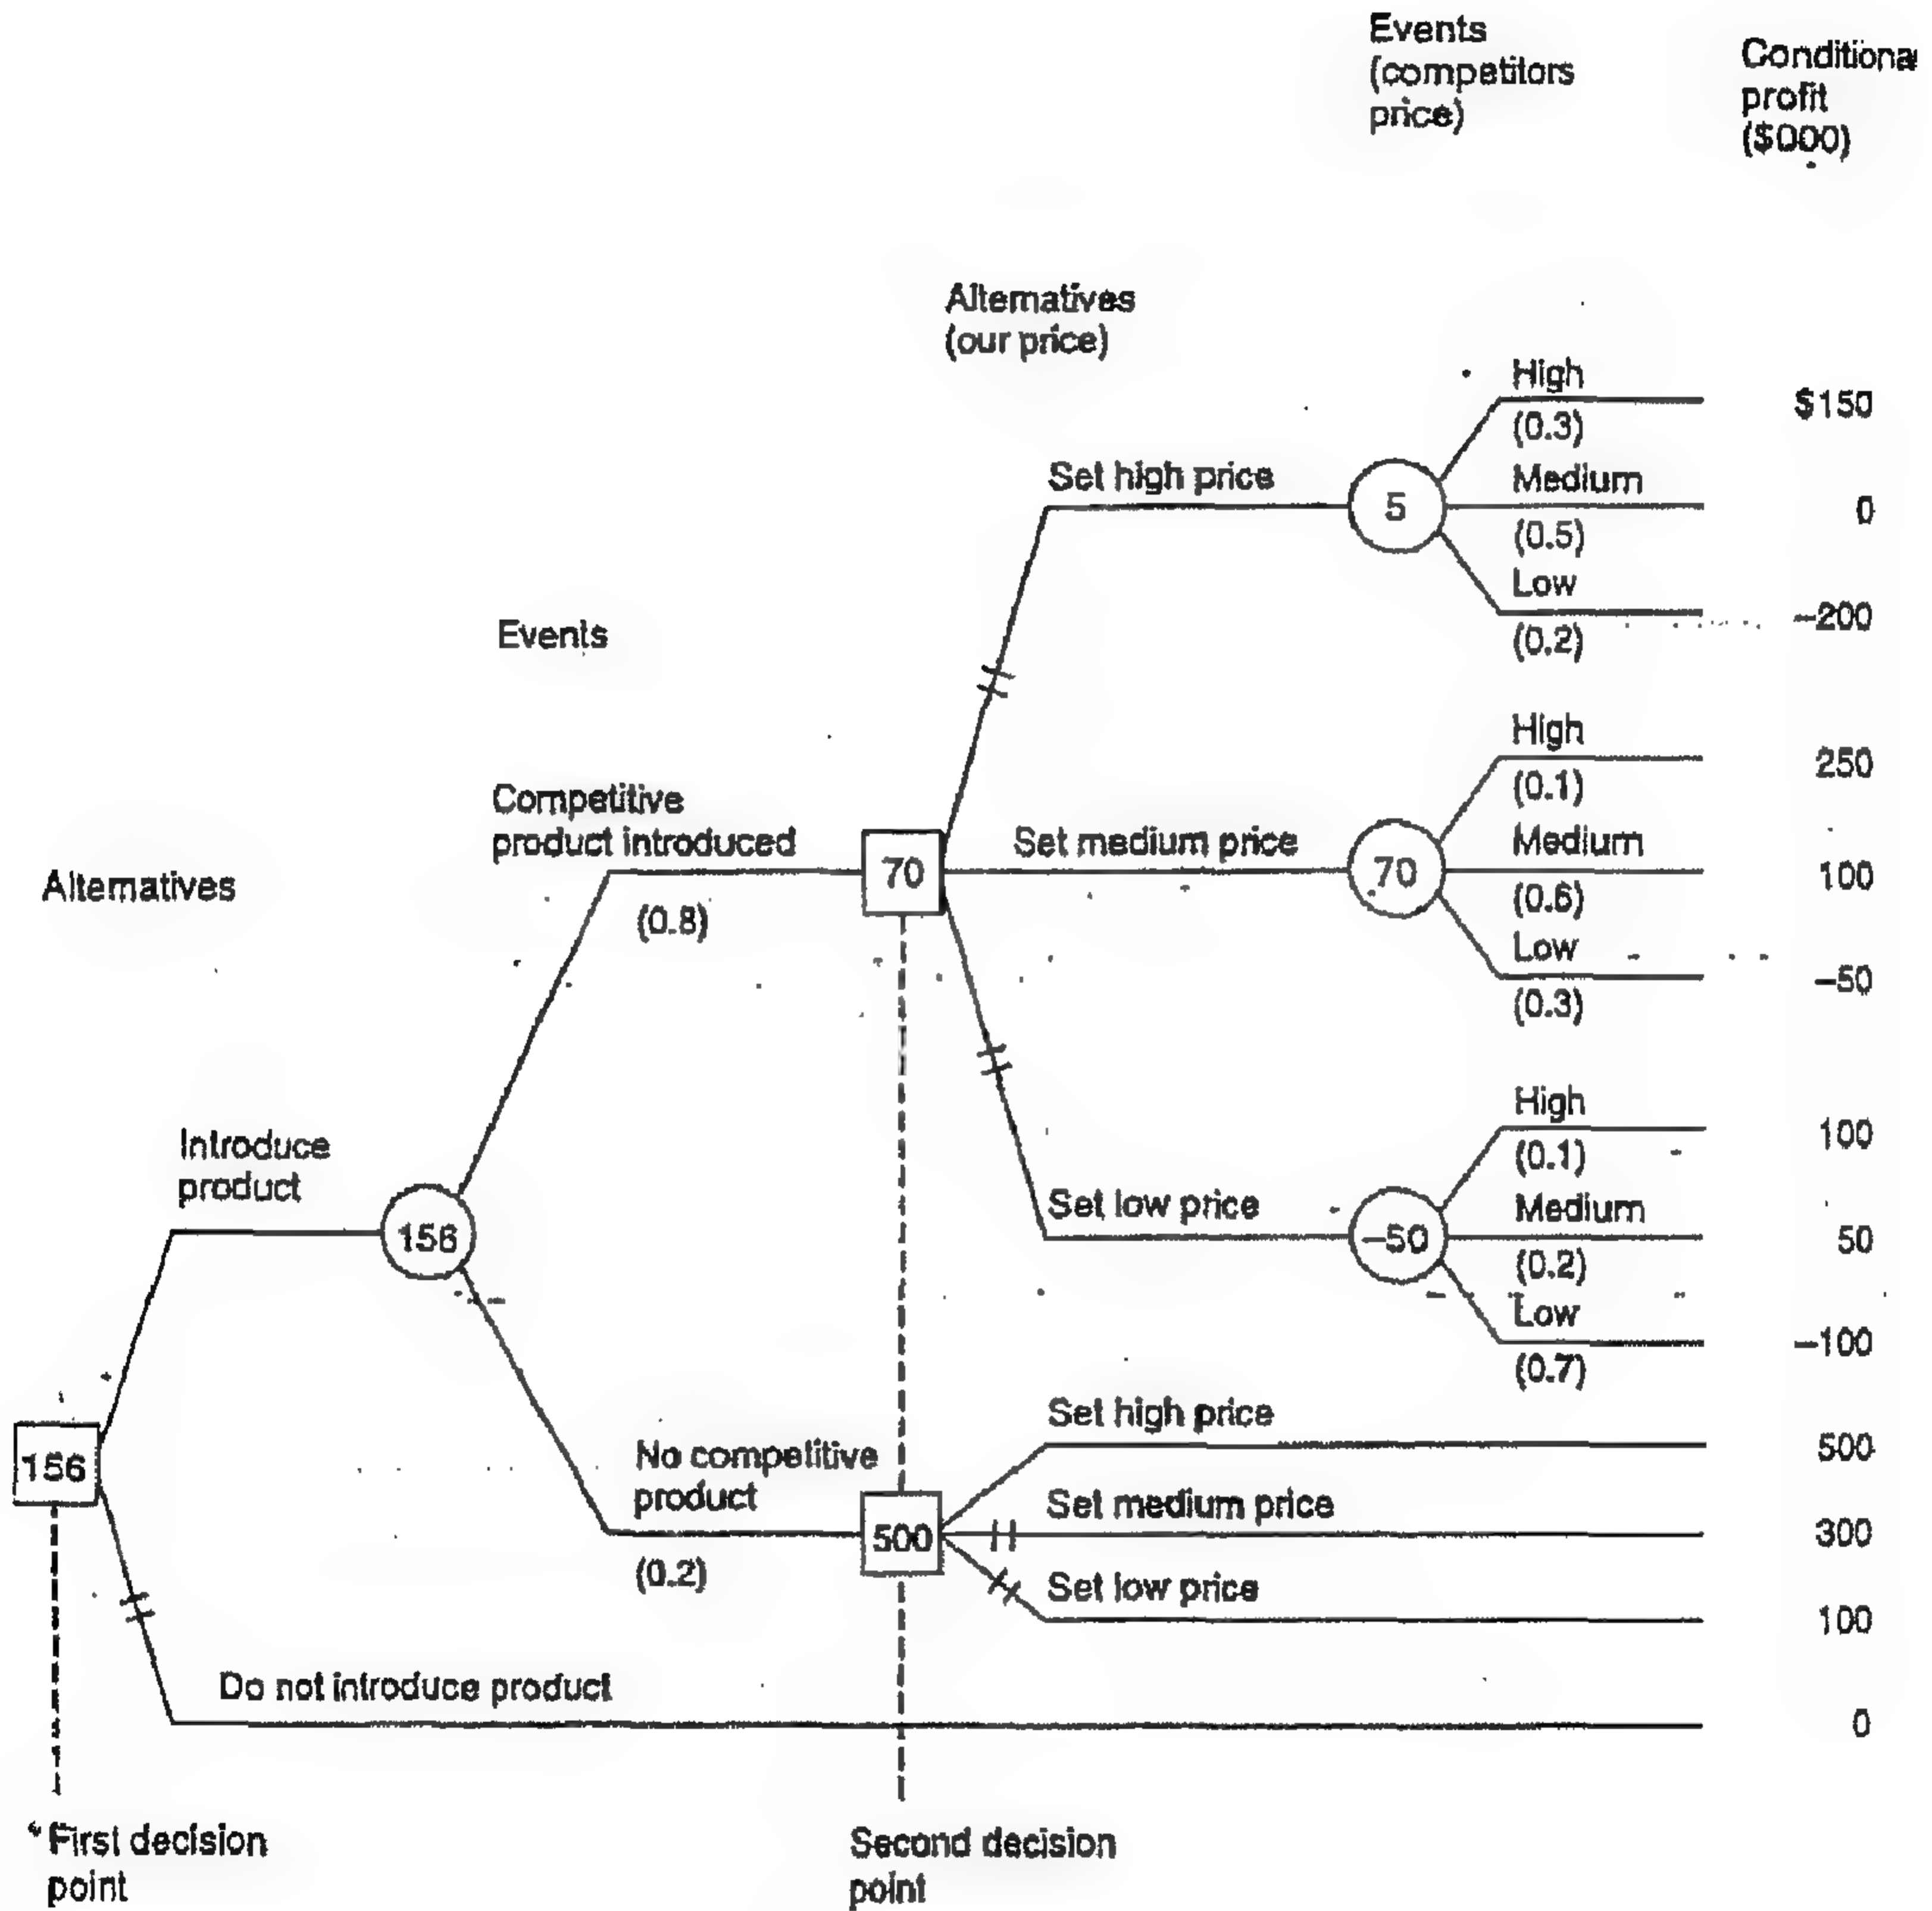 Events
(competitors
price)
Conditiona
profit
($000)
Alternatives
(our price)
High
$150
(0.3)
Set high price
5
Medium
0
(0.5)
Low
-200
(0.2)
Events
High
250
(0.1)
Competitive
product introduced
70
Set medium price
70
Medium
100
(0.6)
Alternatives
(0.8)
Low
-50
(0.3)
High
100
(0.1)
Introduce
product
156
Set low price
-50
Medium
50
(0.2)
Low
-100
(0.7)
Set high price
500
156
No competitive
product
500
Set medium price
300
(0.2)
Set low price
100
Do not introduce product
0
First decision
point
Second decision
point